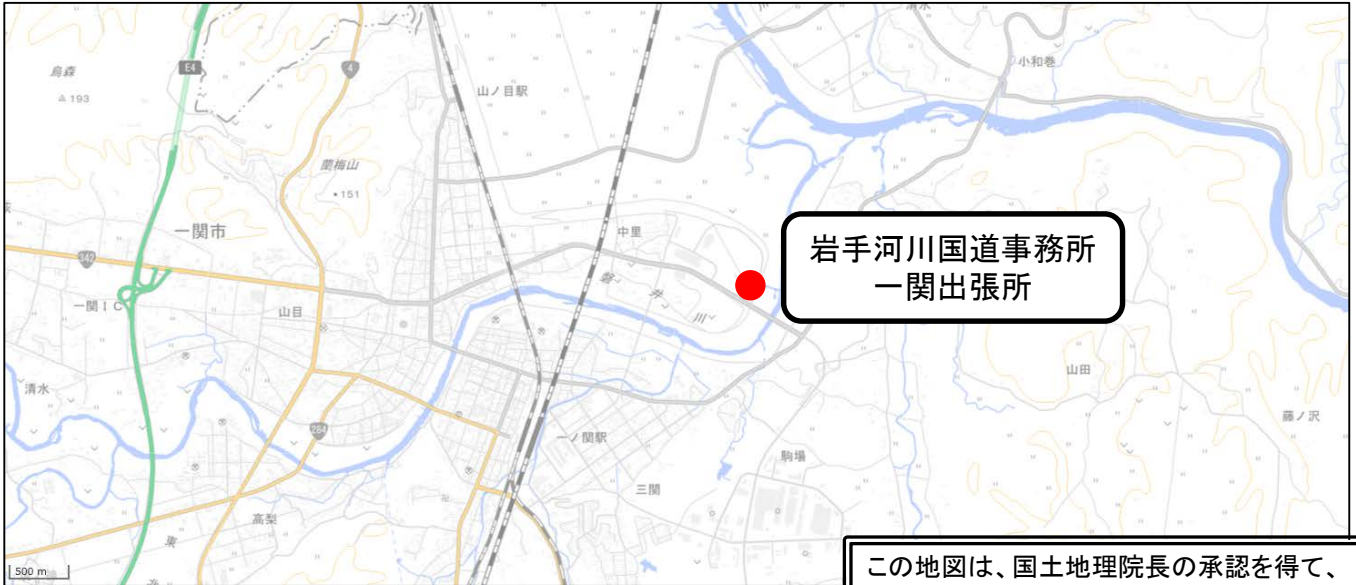 清水
小和巻
烏森
E4
4
193
山ノ目駅
蘭梅山
151
一関市
中里
岩手河川国道事務所
一関出張所
342
一関IC
山目
磐井川
山田
清水
284
一ノ関駅
駒場
藤ノ沢
三関
高梨
東
500 m
この地図は、国土地理院長の承認を得て、